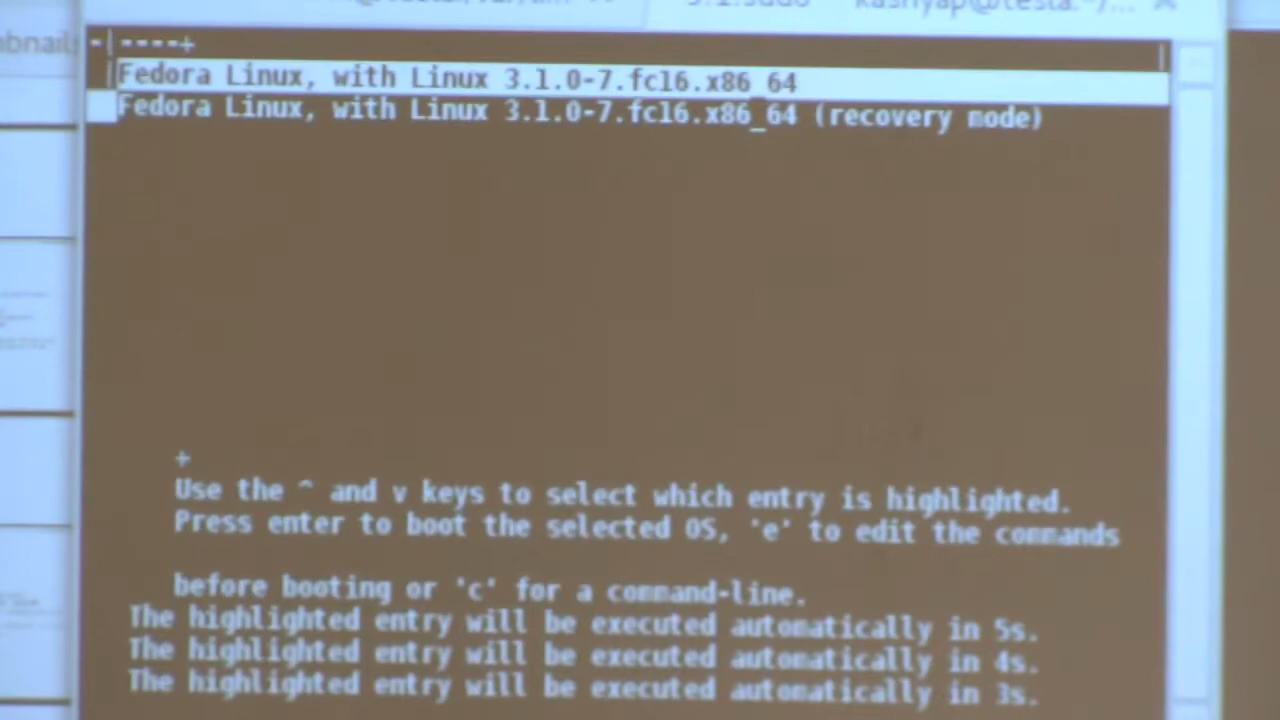 -|----+
Fedora Linux, with Linux 3.1.0-7.fc16.x86_64
Fedora Linux, with Linux 3.1.0-7.fc16.x86_64 (recovery mode)
+
Use the ^ and v keys to select which entry is highlighted.
Press enter to boot the selected OS, 'e' to edit the commands
before booting or 'c' for a command-line.
The highlighted entry will be executed automatically in 5s.
The highlighted entry will be executed automatically in 4s.
The highlighted entry will be executed automatically in 3s.